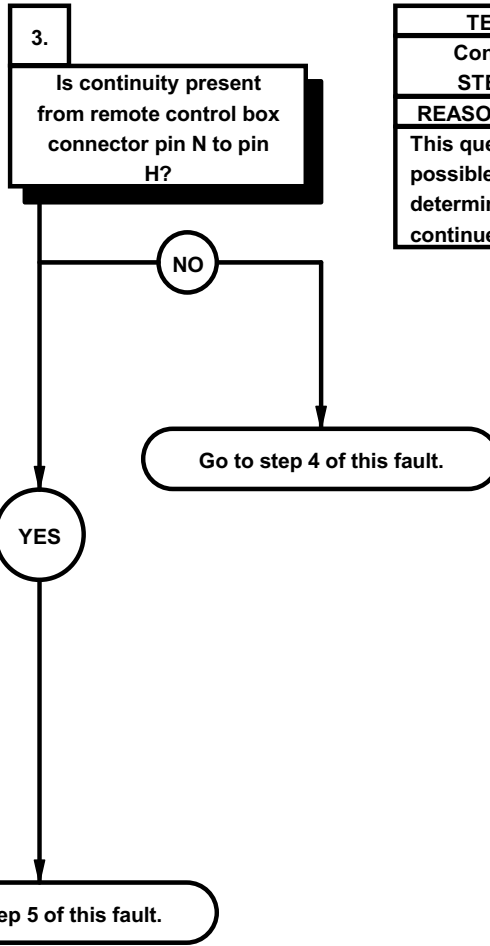 3.
Is continuity present
from remote control box
connector pin N to pin
H?
TE
Con
STE
REASO
This que
possible
determin
continue
NO
Go to step 4 of this fault.
YES
ep 5 of this fault.